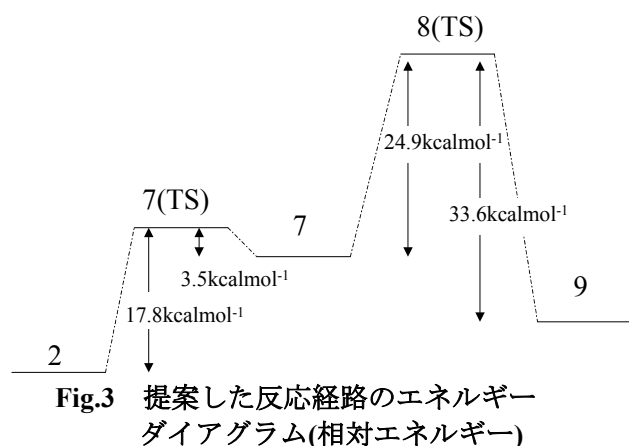 8(TS)
24.9kcalmol⁻¹
7(TS)
7
33.6kcalmol⁻¹
3.5kcalmol⁻¹
9
17.8kcalmol⁻¹
2
Fig.3 提案した反応経路のエネルギー
ダイアグラム(相対エネルギー)